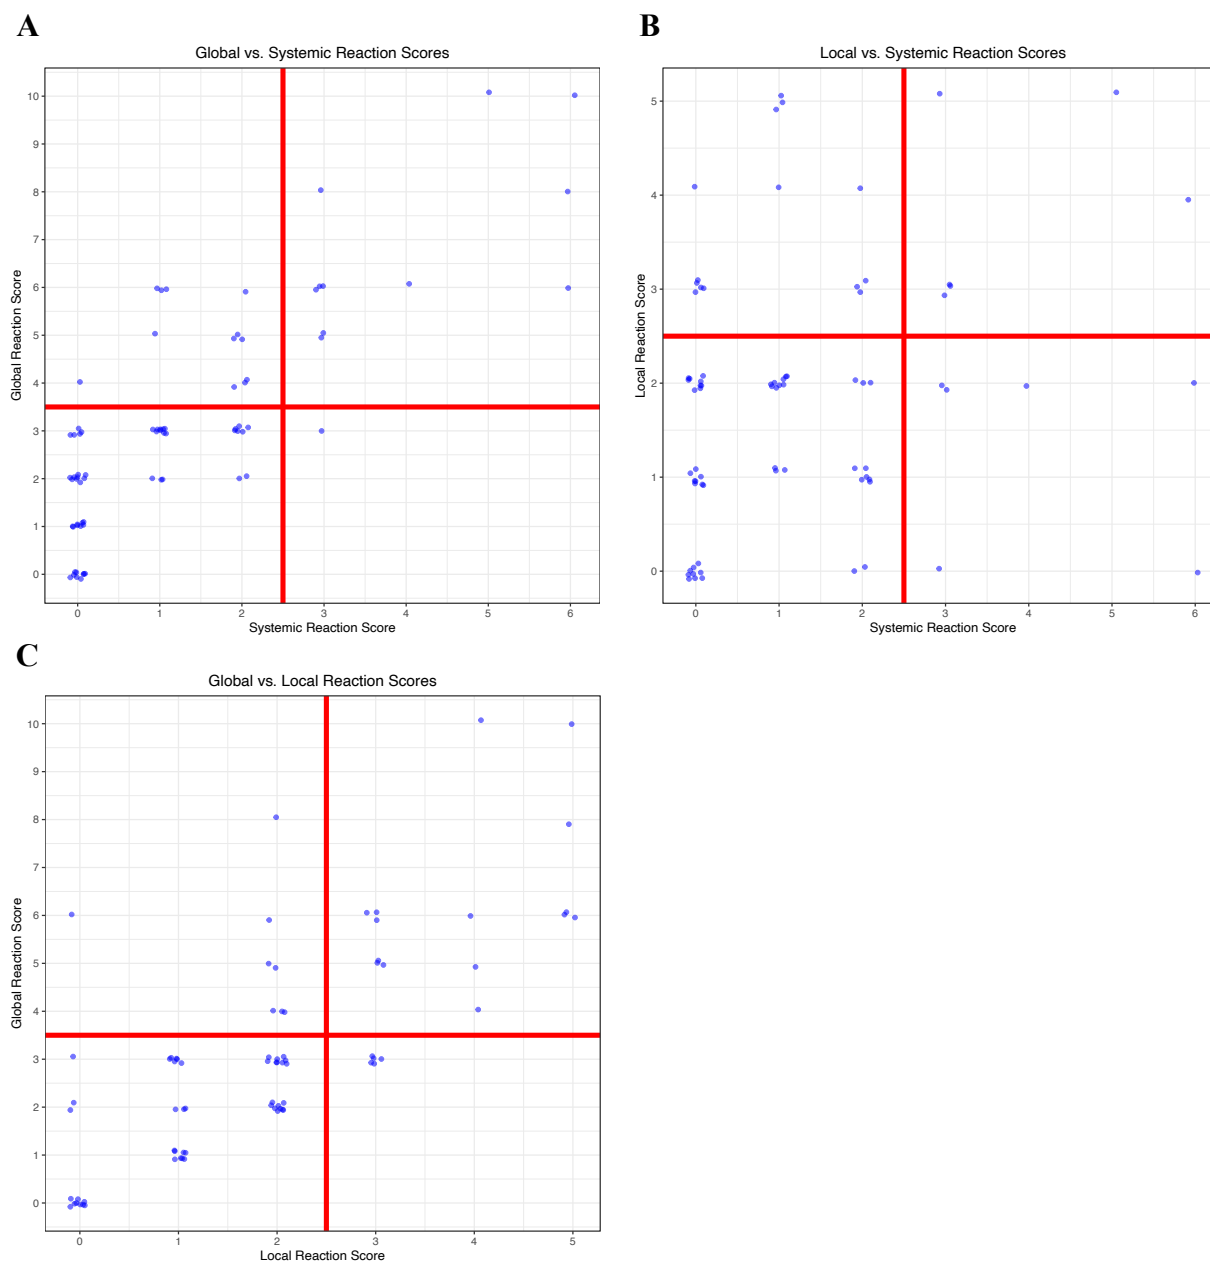 A
Global vs. Systemic Reaction Scores
Global Reaction Score
10
9
8
7
6
5
4
3
2
1
0
0 1 2 3 4 5 6
Systemic Reaction Score
B
Local vs. Systemic Reaction Scores
Local Reaction Score
5
4
3
2
1
0
0 1 2 3 4 5 6
Systemic Reaction Score
C
Global vs. Local Reaction Scores
Global Reaction Score
10
9
8
7
6
5
4
3
2
1
0
0 1 2 3 4 5
Local Reaction Score